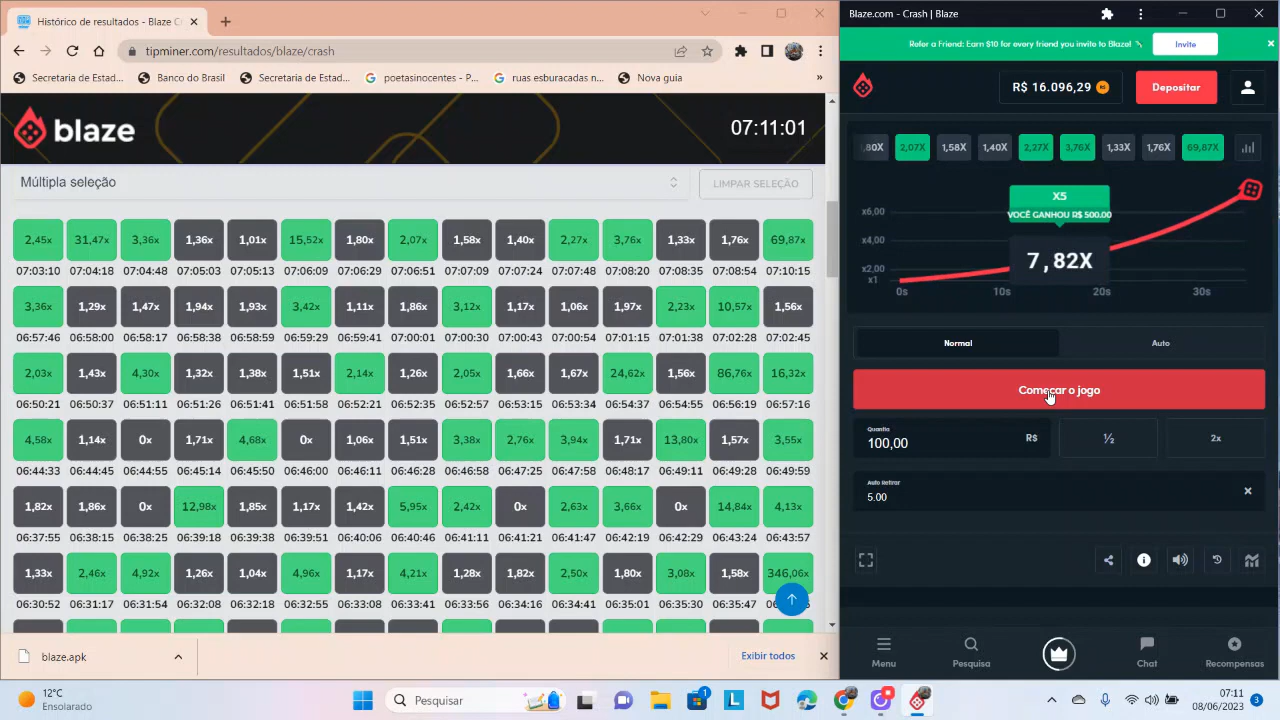 Histórico de resultados - Blaze C
tipminer.com/resultados/blaze/crash
Secretaria de Estad...
Banco do Brasil
Secretaria de Estad...
pontinocentes - P...
ruas esburacadas n...
Nova guia
»
blaze
07:11:01
Múltipla seleção
LIMPAR SELEÇÃO
2,45x 31,47x 3,36x 1,36x 1,01x 15,52x 1,80x 2,07x 1,58x 1,40x 2,27x 3,76x 1,33x 1,76x 69,87x
07:03:10 07:04:18 07:04:48 07:05:03 07:05:13 07:06:07 07:06:29 07:06:51 07:07:09 07:07:24 07:07:48 07:08:20 07:08:35 07:08:54 07:10:15
3,36x 1,29x 1,47x 1,94x 1,93x 1,11x 1,86x 3,12x 1,17x 1,06x 1,97x 2,23x 10,57x 1,56x
06:57:46 06:58:00 06:58:17 06:58:38 06:58:59 06:59:29 06:59:41 07:00:01 07:00:30 07:00:43 07:00:54 07:01:15 07:01:38 07:02:28 07:02:45
2,03x 1,43x 4,30x 1,32x 1,38x 1,51x 2,14x 1,26x 2,05x 1,66x 1,67x 24,62x 1,56x 86,76x 16,32x
06:50:21 06:50:37 06:51:13 06:51:27 06:51:42 06:51:59 06:52:21 06:52:35 06:52:57 06:53:15 06:53:34 06:54:37 06:54:55 06:56:19 06:57:16
4,58x 1,14x 0x 1,71x 4,68x 0x 1,06x 1,51x 3,38x 2,76x 3,94x 1,71x 13,80x 1,57x 3,55x
06:44:33 06:44:45 06:44:55 06:45:14 06:45:50 06:46:00 06:46:11 06:46:28 06:46:58 06:47:25 06:47:58 06:48:17 06:49:11 06:49:28 06:49:59
1,82x 1,86x 0x 12,98x 1,85x 1,17x 1,42x 5,95x 2,42x 0x 2,63x 3,66x 0x 14,84x 4,13x
06:37:55 06:38:15 06:38:25 06:39:18 06:39:38 06:39:51 06:40:06 06:40:46 06:41:11 06:41:21 06:41:47 06:42:19 06:42:29 06:43:24 06:43:57
1,33x 2,46x 4,92x 1,26x 1,04x 4,96x 1,17x 4,21x 1,28x 1,82x 2,50x 1,80x 3,08x 1,58x 346,06x
06:30:52 06:31:17 06:31:54 06:32:08 06:32:18 06:32:55 06:33:08 06:33:41 06:33:56 06:34:16 06:34:41 06:35:01 06:35:30 06:35:47
blaze.apk
Exibir todos
Blaze.com - Crash | Blaze
Refer a Friend: Earn $10 for every friend you invite to Blaze!
Invite
R$ 16.096,29
R$
Depositar
1,80X 2,07X 1,58X 1,40X 2,27X 3,76X 1,33X 1,76X 69,87X
X5
VOCÊ GANHOU R$ 500.00
x6,00
x4,00
7,82X
x2,00
x1
0s 10s 20s 30s
Normal
Auto
Começar o jogo
Quantia
100,00
R$
½
2x
Auto Retirar
5.00
Menu
Pesquisa
Chat
Recompensas
12°C
Ensolarado
Pesquisar
1
07:11
08/06/2023
3